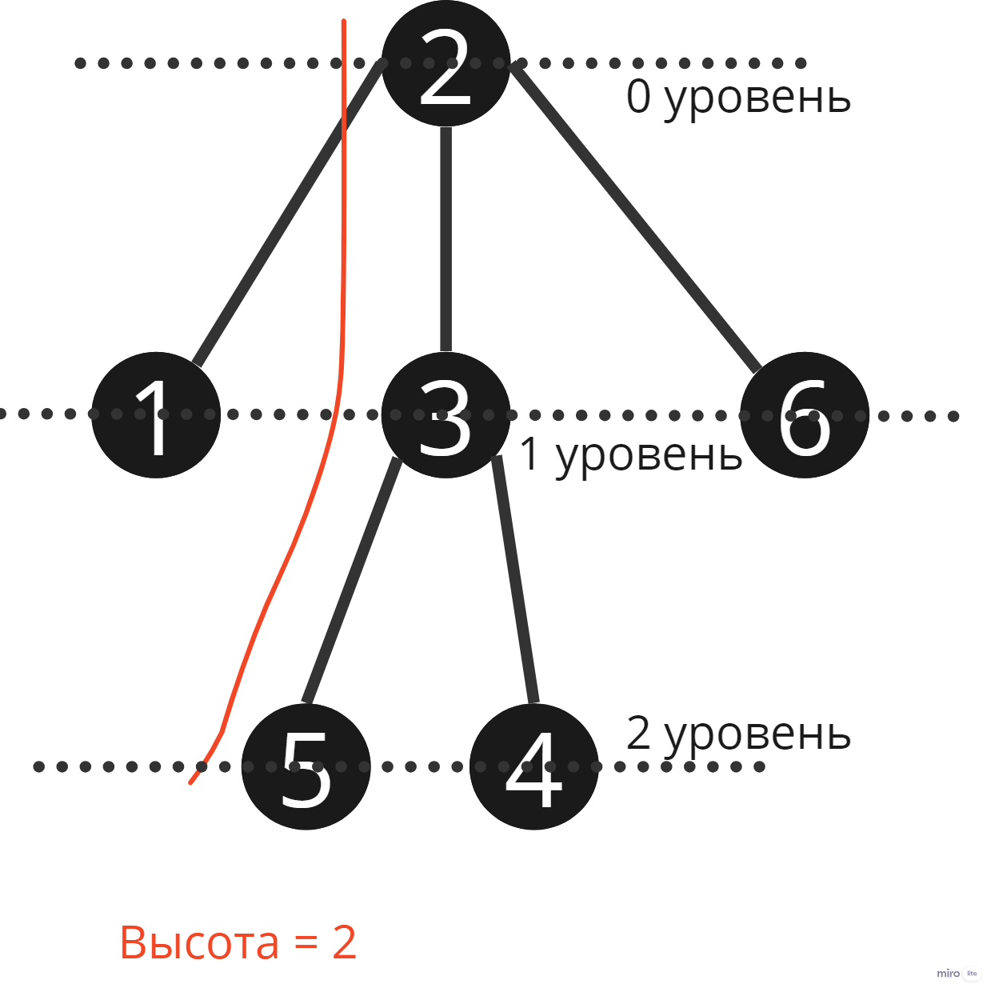 2
0 уровень
1
3
6
1 уровень
2 уровень
5
4
Высота = 2
miro lite